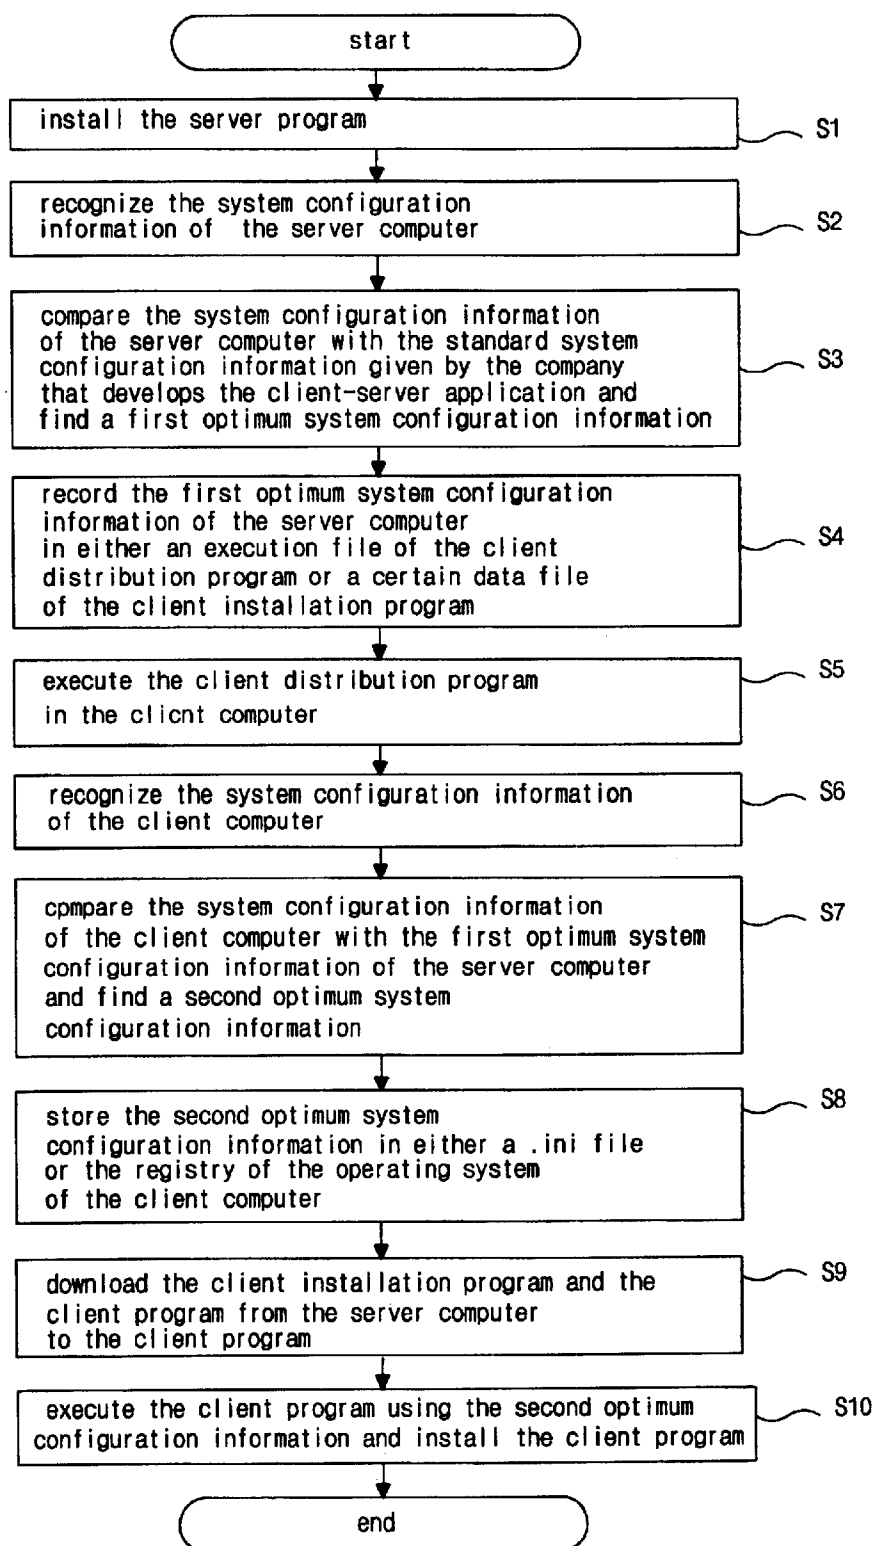 start
install the server program
S1
recognize the system configuration
information of the server computer
S2
compare the system configuration information
of the server computer with the standard system
configuration information given by the company
that develops the client-server application and
find a first optimum system configuration information
S3
record the first optimum system configuration
information of the server computer
in either an execution file of the client
distribution program or a certain data file
of the client installation program
S4
execute the client distribution program
in the clicnt computer
S5
recognize the system configuration information
of the client computer
S6
cpmpare the system configuration information
of the client computer with the first optimum system
configuration information of the server computer
and find a second optimum system
configuration information
S7
store the second optimum system
configuration information in either a .ini file
or the registry of the operating system
of the client computer
S8
download the client installation program and the
client program from the server computer
to the client program
S9
execute the client program using the second optimum
configuration information and install the client program
S10
end